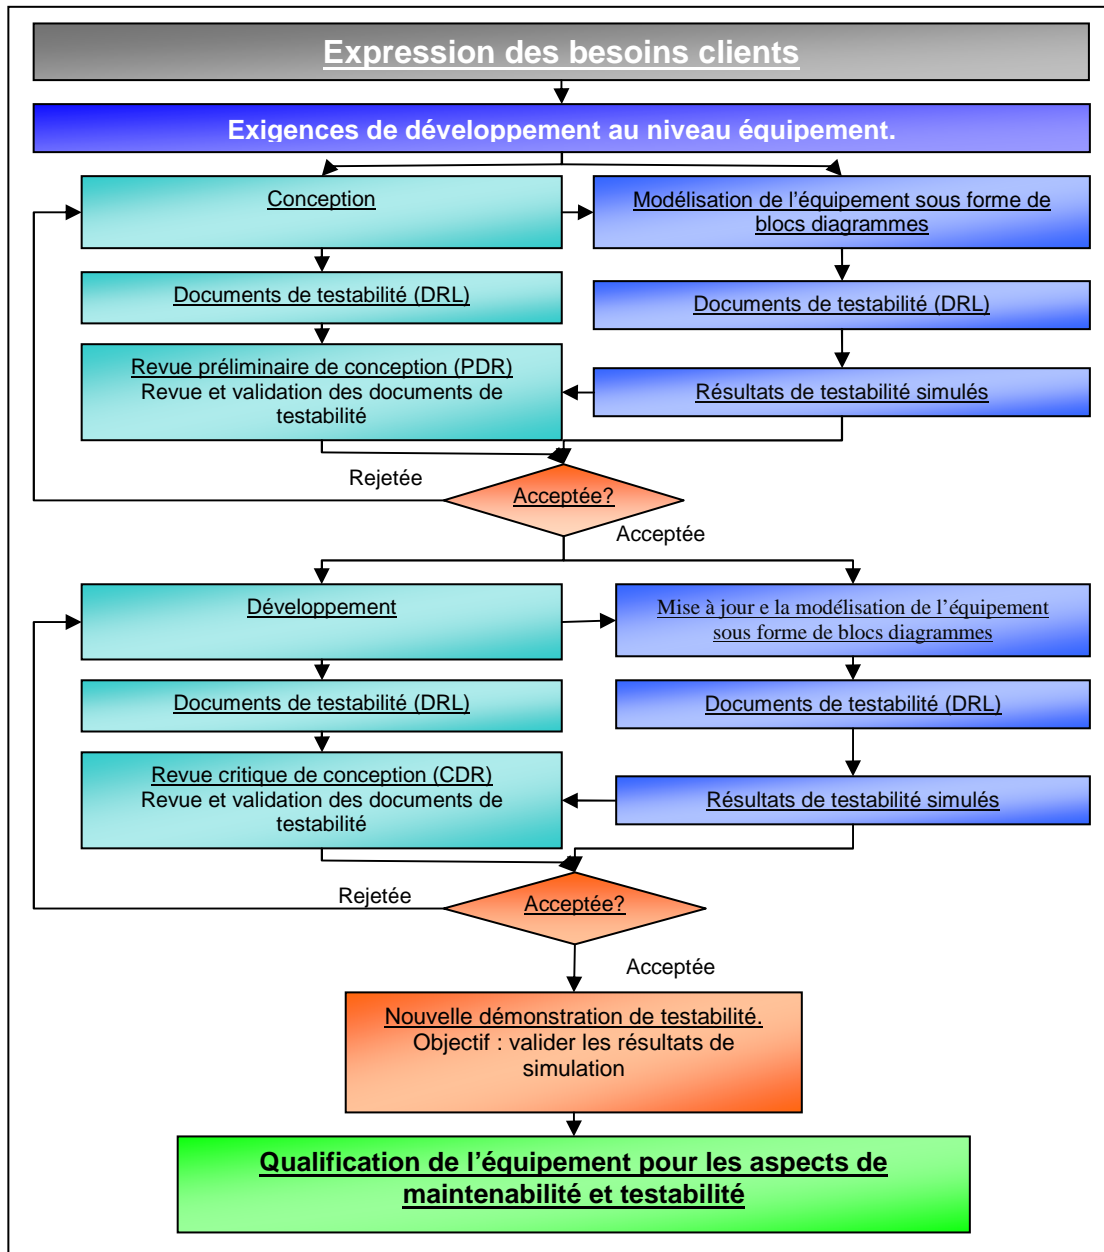 Expression des besoins clients
Exigences de développement au niveau équipement.
Conception
Modélisation de l'équipement sous forme de
blocs diagrammes
Documents de testabilité (DRL)
Documents de testabilité (DRL)
Revue préliminaire de conception (PDR)
Revue et validation des documents de
testabilité
Résultats de testabilité simulés
Rejetée
Acceptée?
Acceptée
Développement
Mise à jour e la modélisation de l'équipement
sous forme de blocs diagrammes
Documents de testabilité (DRL)
Documents de testabilité (DRL)
Revue critique de conception (CDR)
Revue et validation des documents de
testabilité
Résultats de testabilité simulés
Rejetée
Acceptée?
Acceptée
Nouvelle démonstration de testabilité.
Objectif : valider les résultats de
simulation
Qualification de l'équipement pour les aspects de
maintenabilité et testabilité